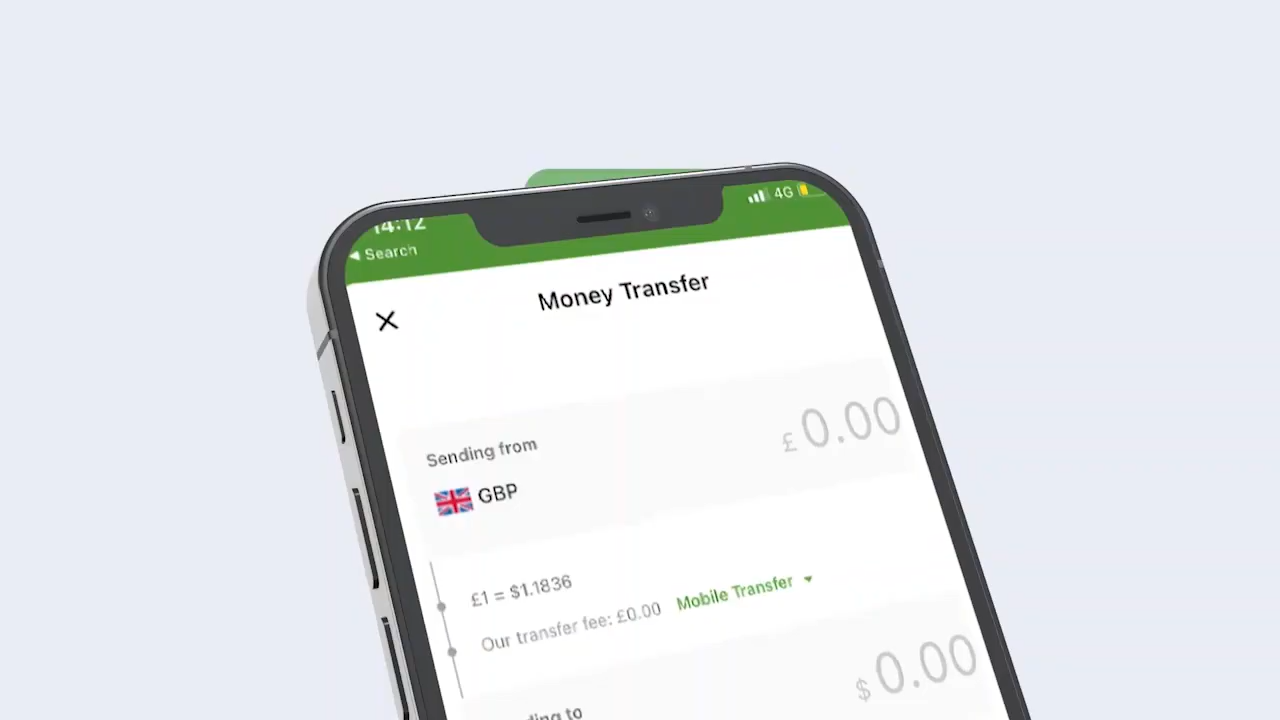 14:12
4G
Search
Money Transfer
Sending from
£ 0.00
GBP
£1 = $1.1836
Our transfer fee: £0.00 Mobile Transfer
$ 0.00
to